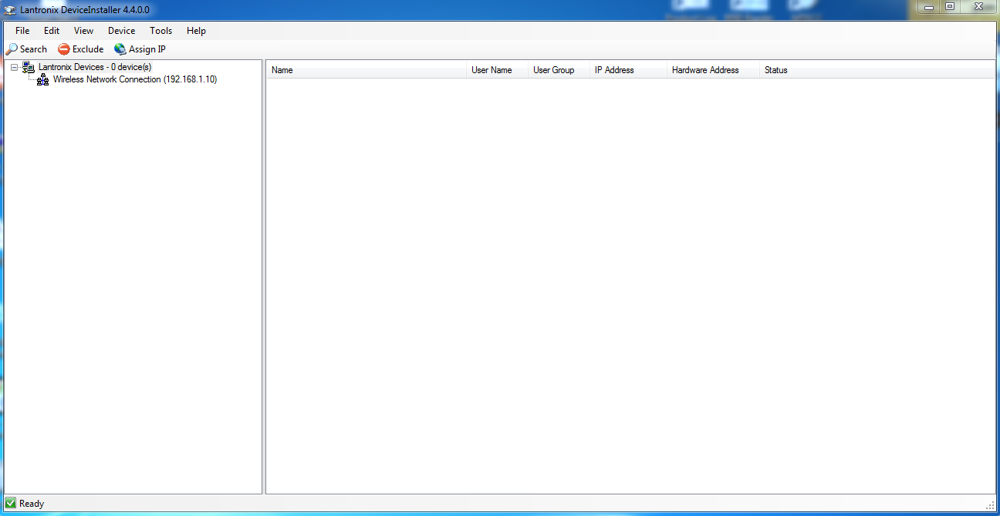 Lantronix DeviceInstaller 4.4.0.0
File Edit View Device Tools Help
Search Exclude Assign IP
Lantronix Devices - 0 device(s)
Wireless Network Connection (192.168.1.10)
Name User Name User Group IP Address Hardware Address Status
Ready